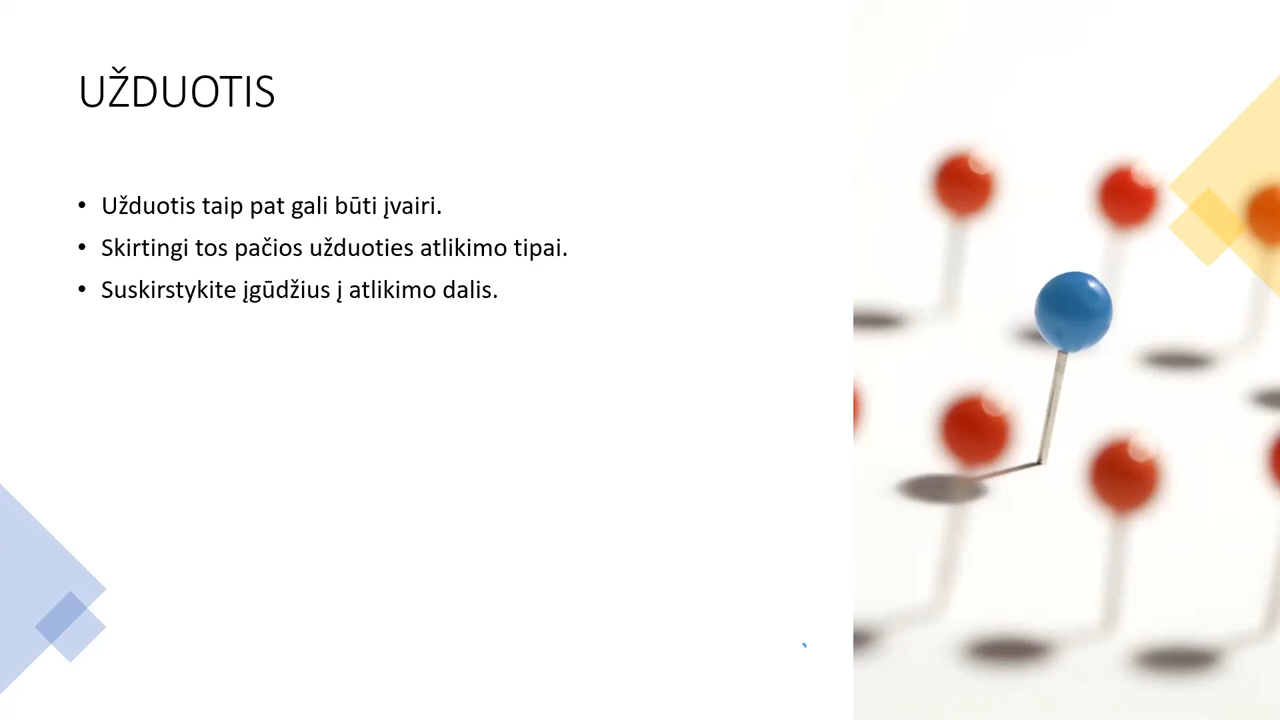 UŽDUOTIS
• Užduotis taip pat gali būti įvairi.
• Skirtingi tos pačios užduoties atlikimo tipai.
• Suskirstykite įgūdžius į atlikimo dalis.